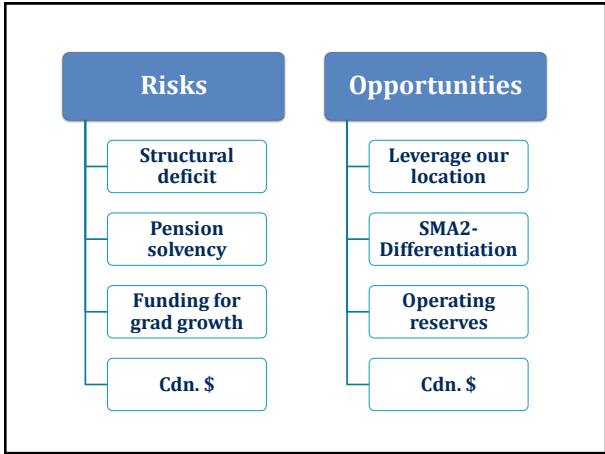 Risks
Structural
deficit
Pension
solvency
Funding for
grad growth
Cdn. $
Opportunities
Leverage our
location
SMA2-
Differentiation
Operating
reserves
Cdn. $